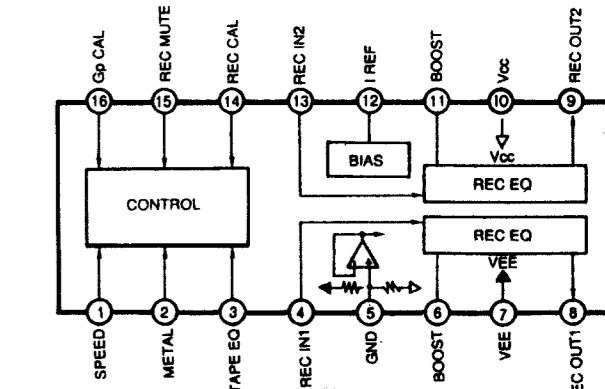 Gp CAL
REC MUTE
REC CAL
REC IN2
I REF
BOOST
Vcc
REC OUT2
16
15
14
13
12
11
10
9
Vcc
BIAS
REC EQ
CONTROL
REC EQ
VEE
1
2
3
4
5
6
7
8
SPEED
METAL
TAPE EQ
REC IN1
GND
BOOST
VEE
EC OUT1